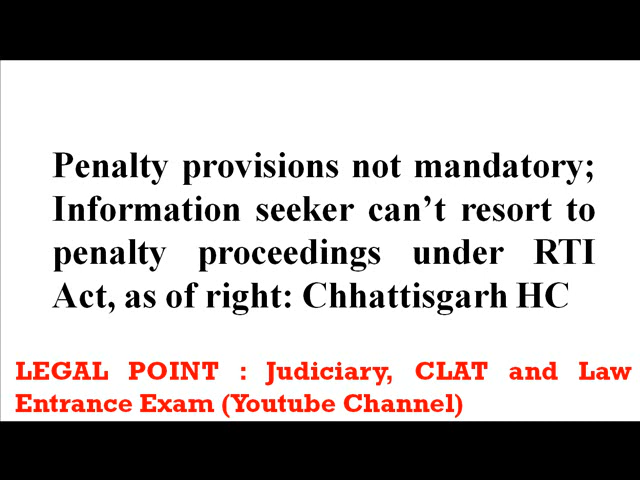 Penalty provisions not mandatory;
Information seeker can’t resort to
penalty proceedings under RTI
Act, as of right: Chhattisgarh HC
LEGAL POINT : Judiciary, CLAT and Law
Entrance Exam (Youtube Channel)